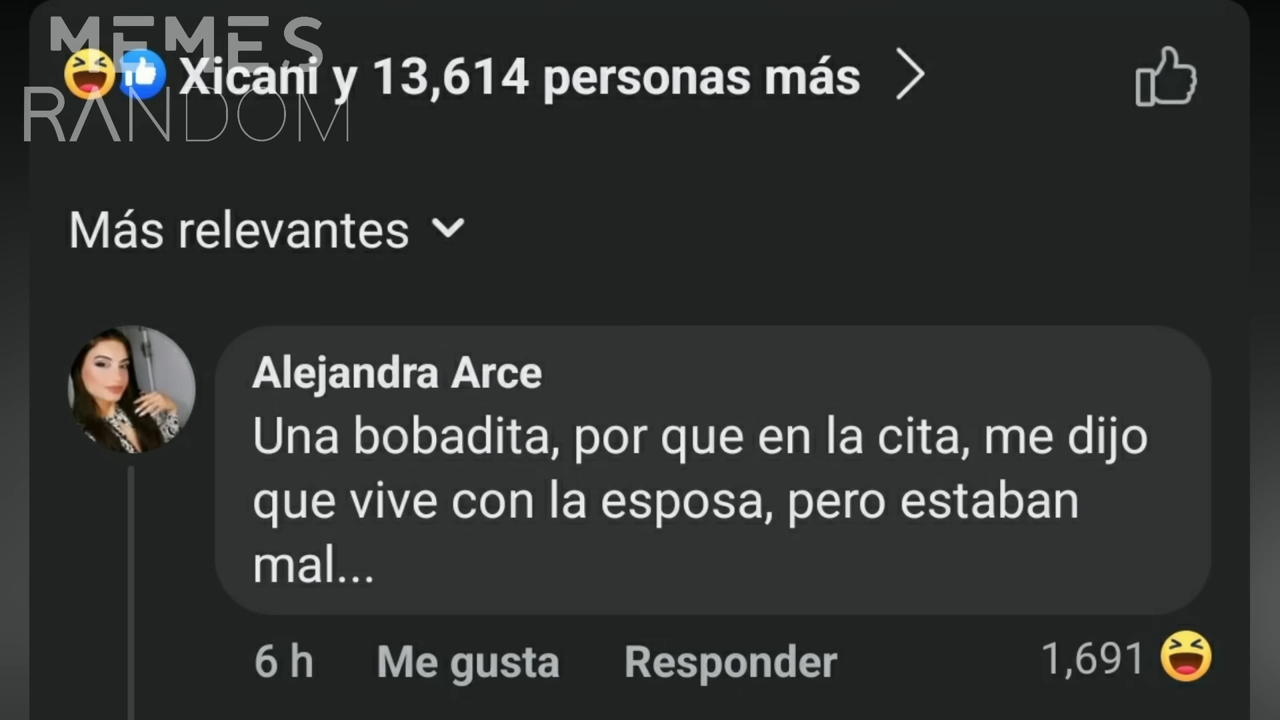 MEMES
RANDOM
Xicani y 13,614 personas más
Más relevantes
Alejandra Arce
Una bobadita, por que en la cita, me dijo
que vive con la esposa, pero estaban
mal...
6 h Me gusta Responder 1,691